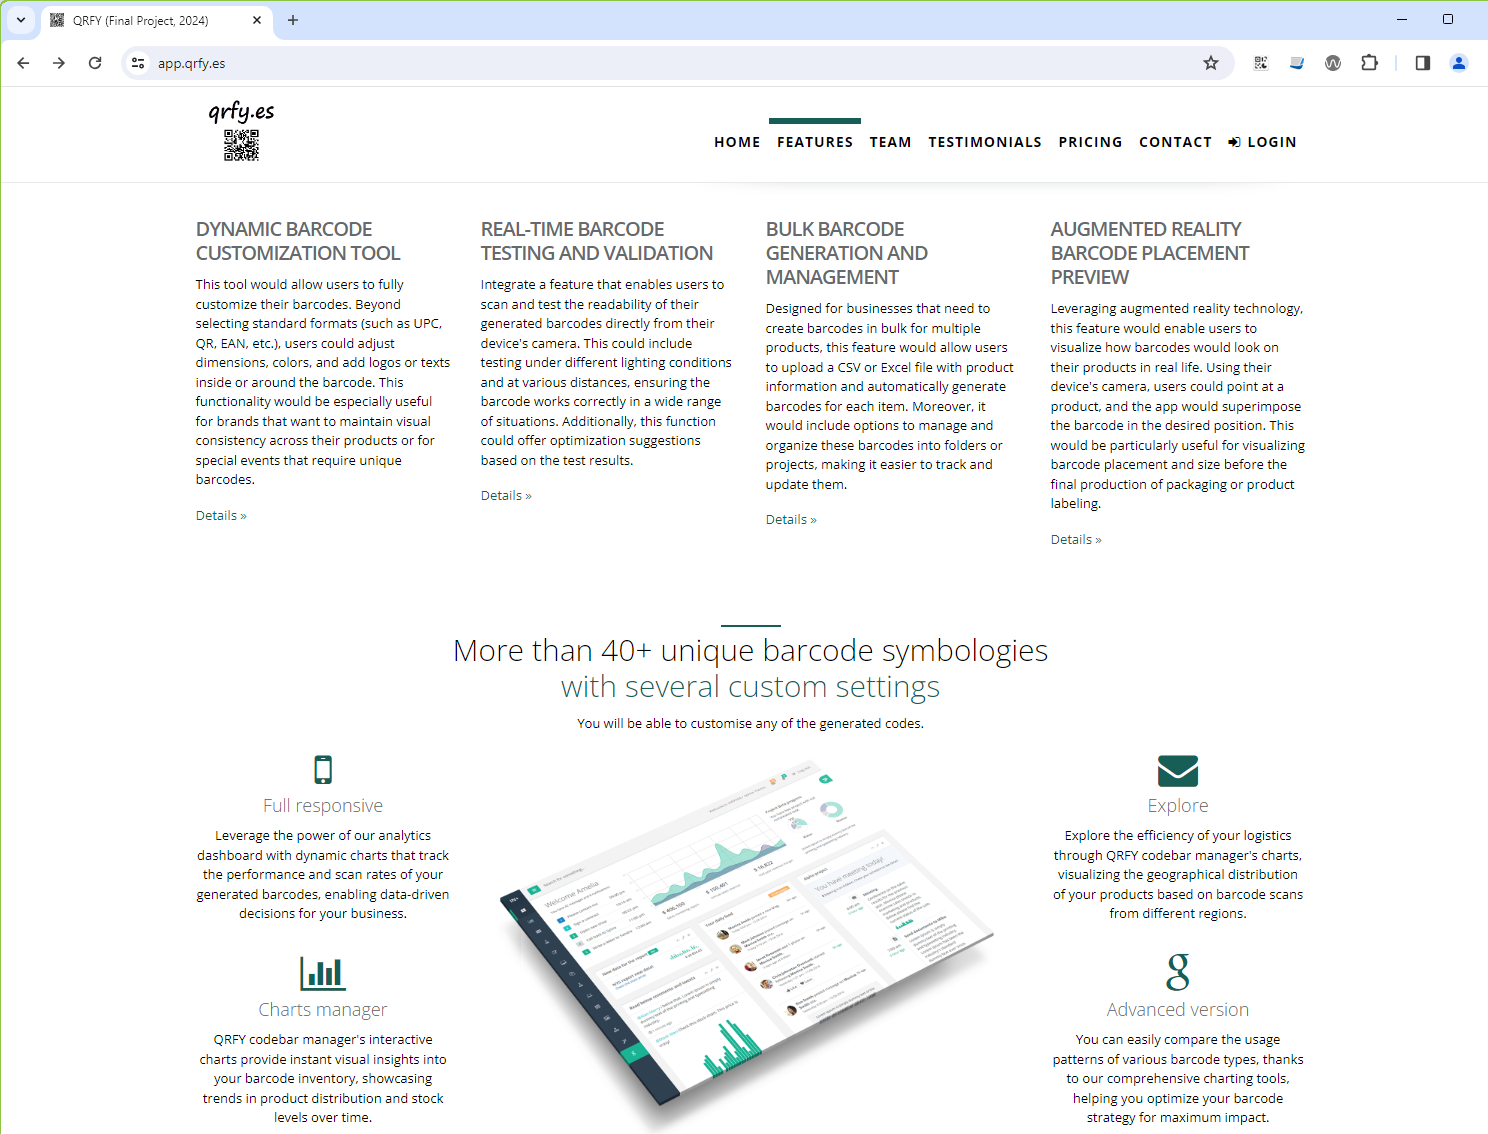 QRFY (Final Project, 2024)
app.qrfy.es
qrfy.es
HOME FEATURES TEAM TESTIMONIALS PRICING CONTACT LOGIN
DYNAMIC BARCODE
CUSTOMIZATION TOOL
This tool would allow users to fully
customize their barcodes. Beyond
selecting standard formats (such as UPC,
QR, EAN, etc.), users could adjust
dimensions, colors, and add logos or texts
inside or around the barcode. This
functionality would be especially useful
for brands that want to maintain visual
consistency across their products or for
special events that require unique
barcodes.
Details »
REAL-TIME BARCODE
TESTING AND VALIDATION
Integrate a feature that enables users to
scan and test the readability of their
generated barcodes directly from their
device's camera. This could include
testing under different lighting conditions
and at various distances, ensuring the
barcode works correctly in a wide range
of situations. Additionally, this function
could offer optimization suggestions
based on the test results.
Details »
BULK BARCODE
GENERATION AND
MANAGEMENT
Designed for businesses that need to
create barcodes in bulk for multiple
products, this feature would allow users
to upload a CSV or Excel file with product
information and automatically generate
barcodes for each item. Moreover, it
would include options to manage and
organize these barcodes into folders or
projects, making it easier to track and
update them.
Details »
AUGMENTED REALITY
BARCODE PLACEMENT
PREVIEW
Leveraging augmented reality technology,
this feature would enable users to
visualize how barcodes would look on
their products in real life. Using their
device's camera, users could point at a
product, and the app would superimpose
the barcode in the desired position. This
would be particularly useful for visualizing
barcode placement and size before the
final production of packaging or product
labeling.
Details »
More than 40+ unique barcode symbologies
with several custom settings
You will be able to customise any of the generated codes.
Full responsive
Leverage the power of our analytics
dashboard with dynamic charts that track
the performance and scan rates of your
generated barcodes, enabling data-driven
decisions for your business.
Charts manager
QRFY codebar manager's interactive
charts provide instant visual insights into
your barcode inventory, showcasing
trends in product distribution and stock
levels over time.
Welcome Amelia
You have meeting today!
Explore
Explore the efficiency of your logistics
through QRFY codebar manager's charts,
visualizing the geographical distribution
of your products based on barcode scans
from different regions.
Advanced version
You can easily compare the usage
patterns of various barcode types, thanks
to our comprehensive charting tools,
helping you optimize your barcode
strategy for maximum impact.